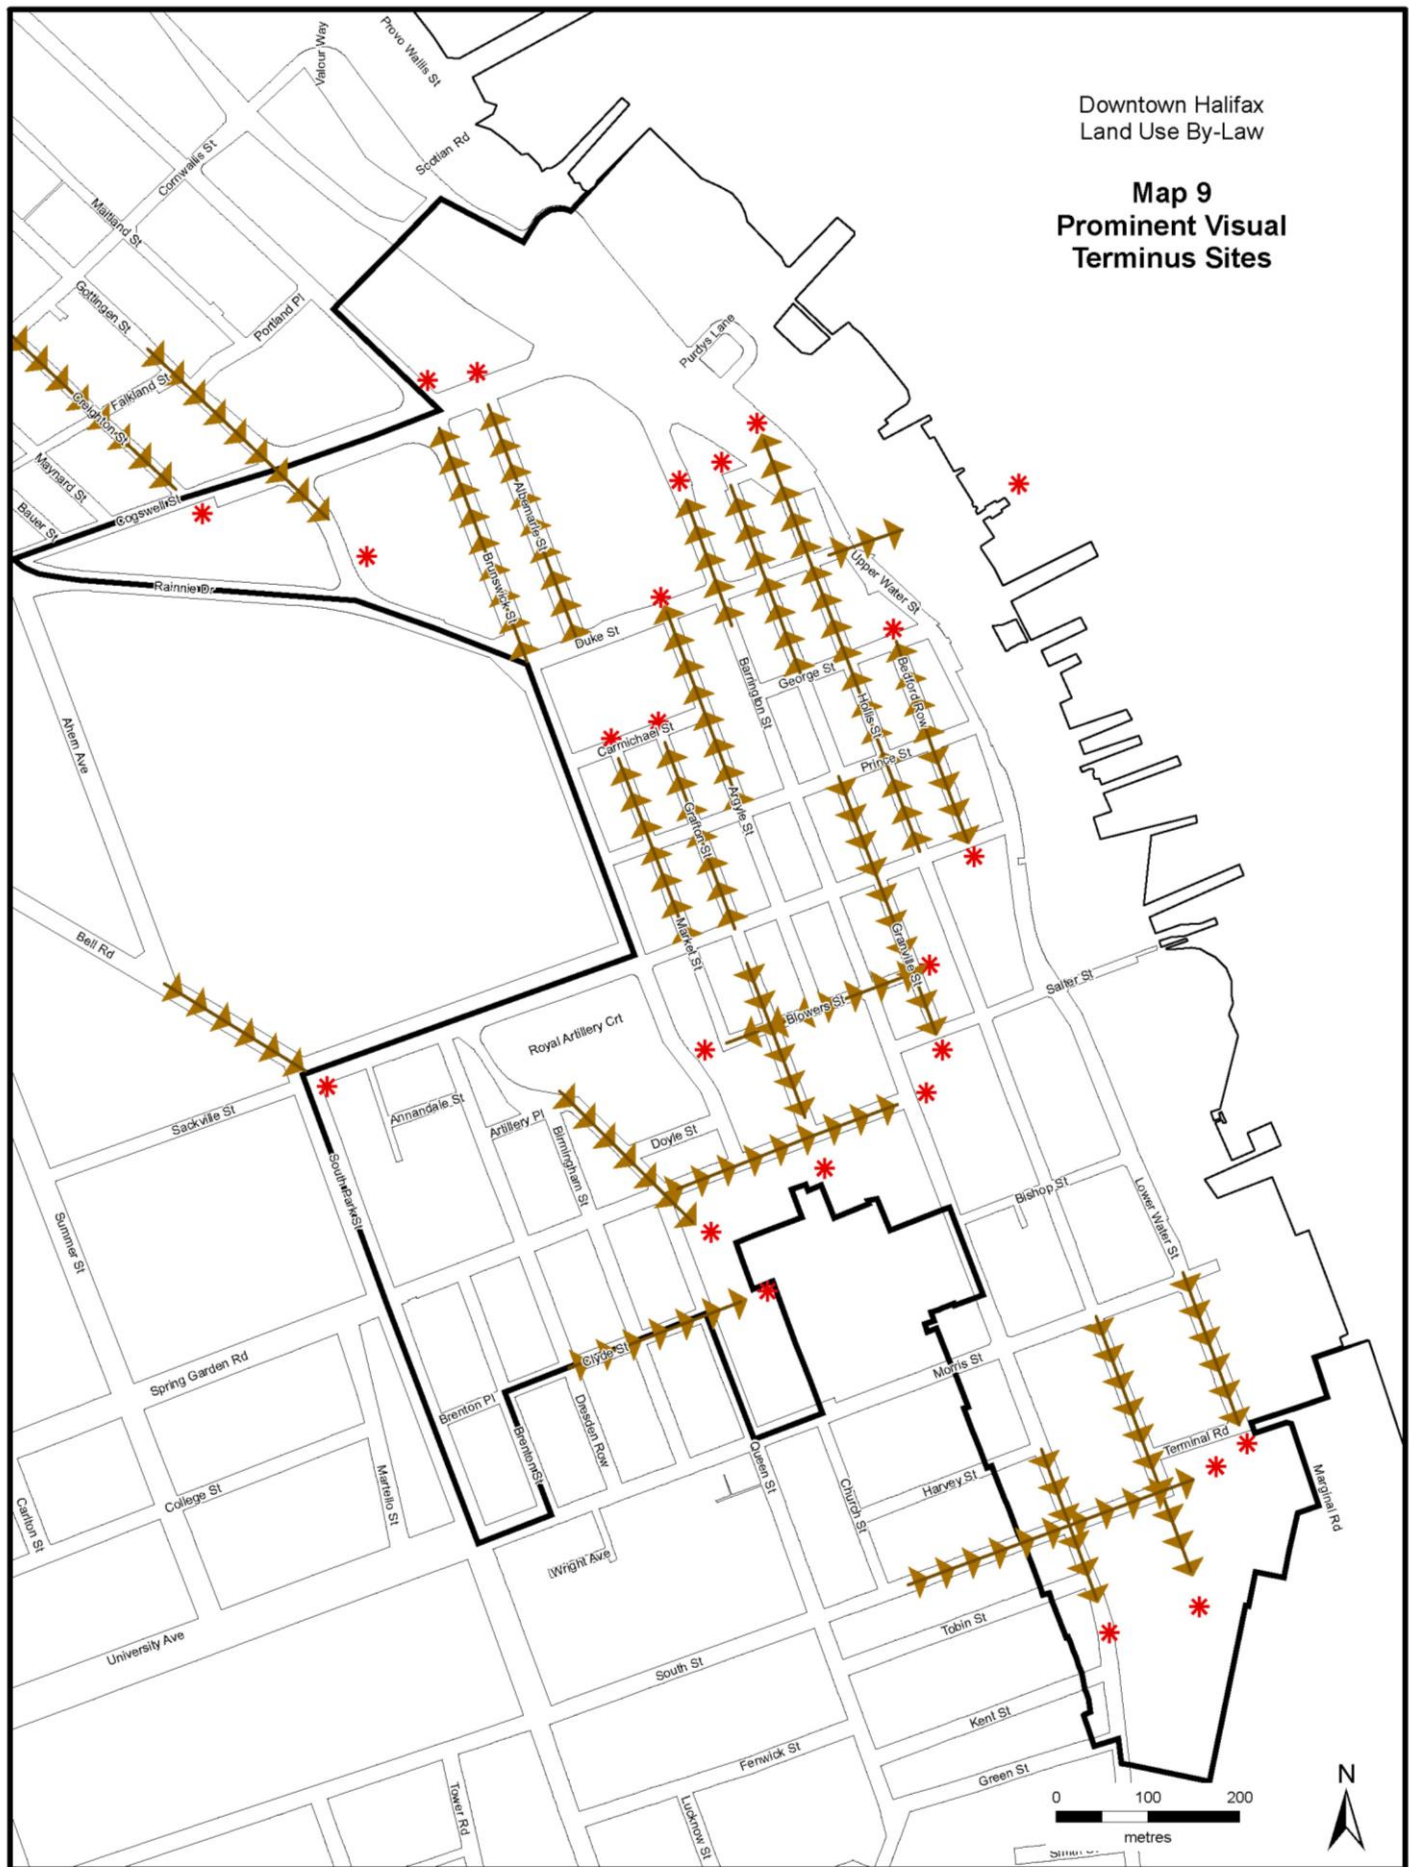 Valour Way
Provo Wallis St
Downtown Halifax
Land Use By-Law
Map 9
Prominent Visual
Terminus Sites
Scotian Rd
Cornwallis St
Maitland St
Gottingen St
Portland Pl
Purdys Lane
Falkland St
Creighton St
Maynard St
Bauer St
Cogswell St
Albemarle St
Brunswick St
Upper Water St
Rainnie Dr
Duke St
Barrington St
George St
Bedford Row
Hollis St
Ahern Ave
Carmichael St
Prince St
Argyle St
Grafton St
Market St
Granville St
Bell Rd
Salter St
Blowers St
Royal Artillery Crt
Annandale St
Sackville St
Artillery Pl
Birmingham St
Doyle St
South Park St
Bishop St
Lower Water St
Summer St
Clyde St
Spring Garden Rd
Morris St
Brenton Pl
Dresden Row
Brenton St
Terminal Rd
Queen St
Harvey St
Church St
Marginal Rd
Martello St
College St
Carlton St
Wright Ave
Tobin St
University Ave
South St
Kent St
Fenwick St
Green St
Tower Rd
Lucknow St
N
0 100 200
metres